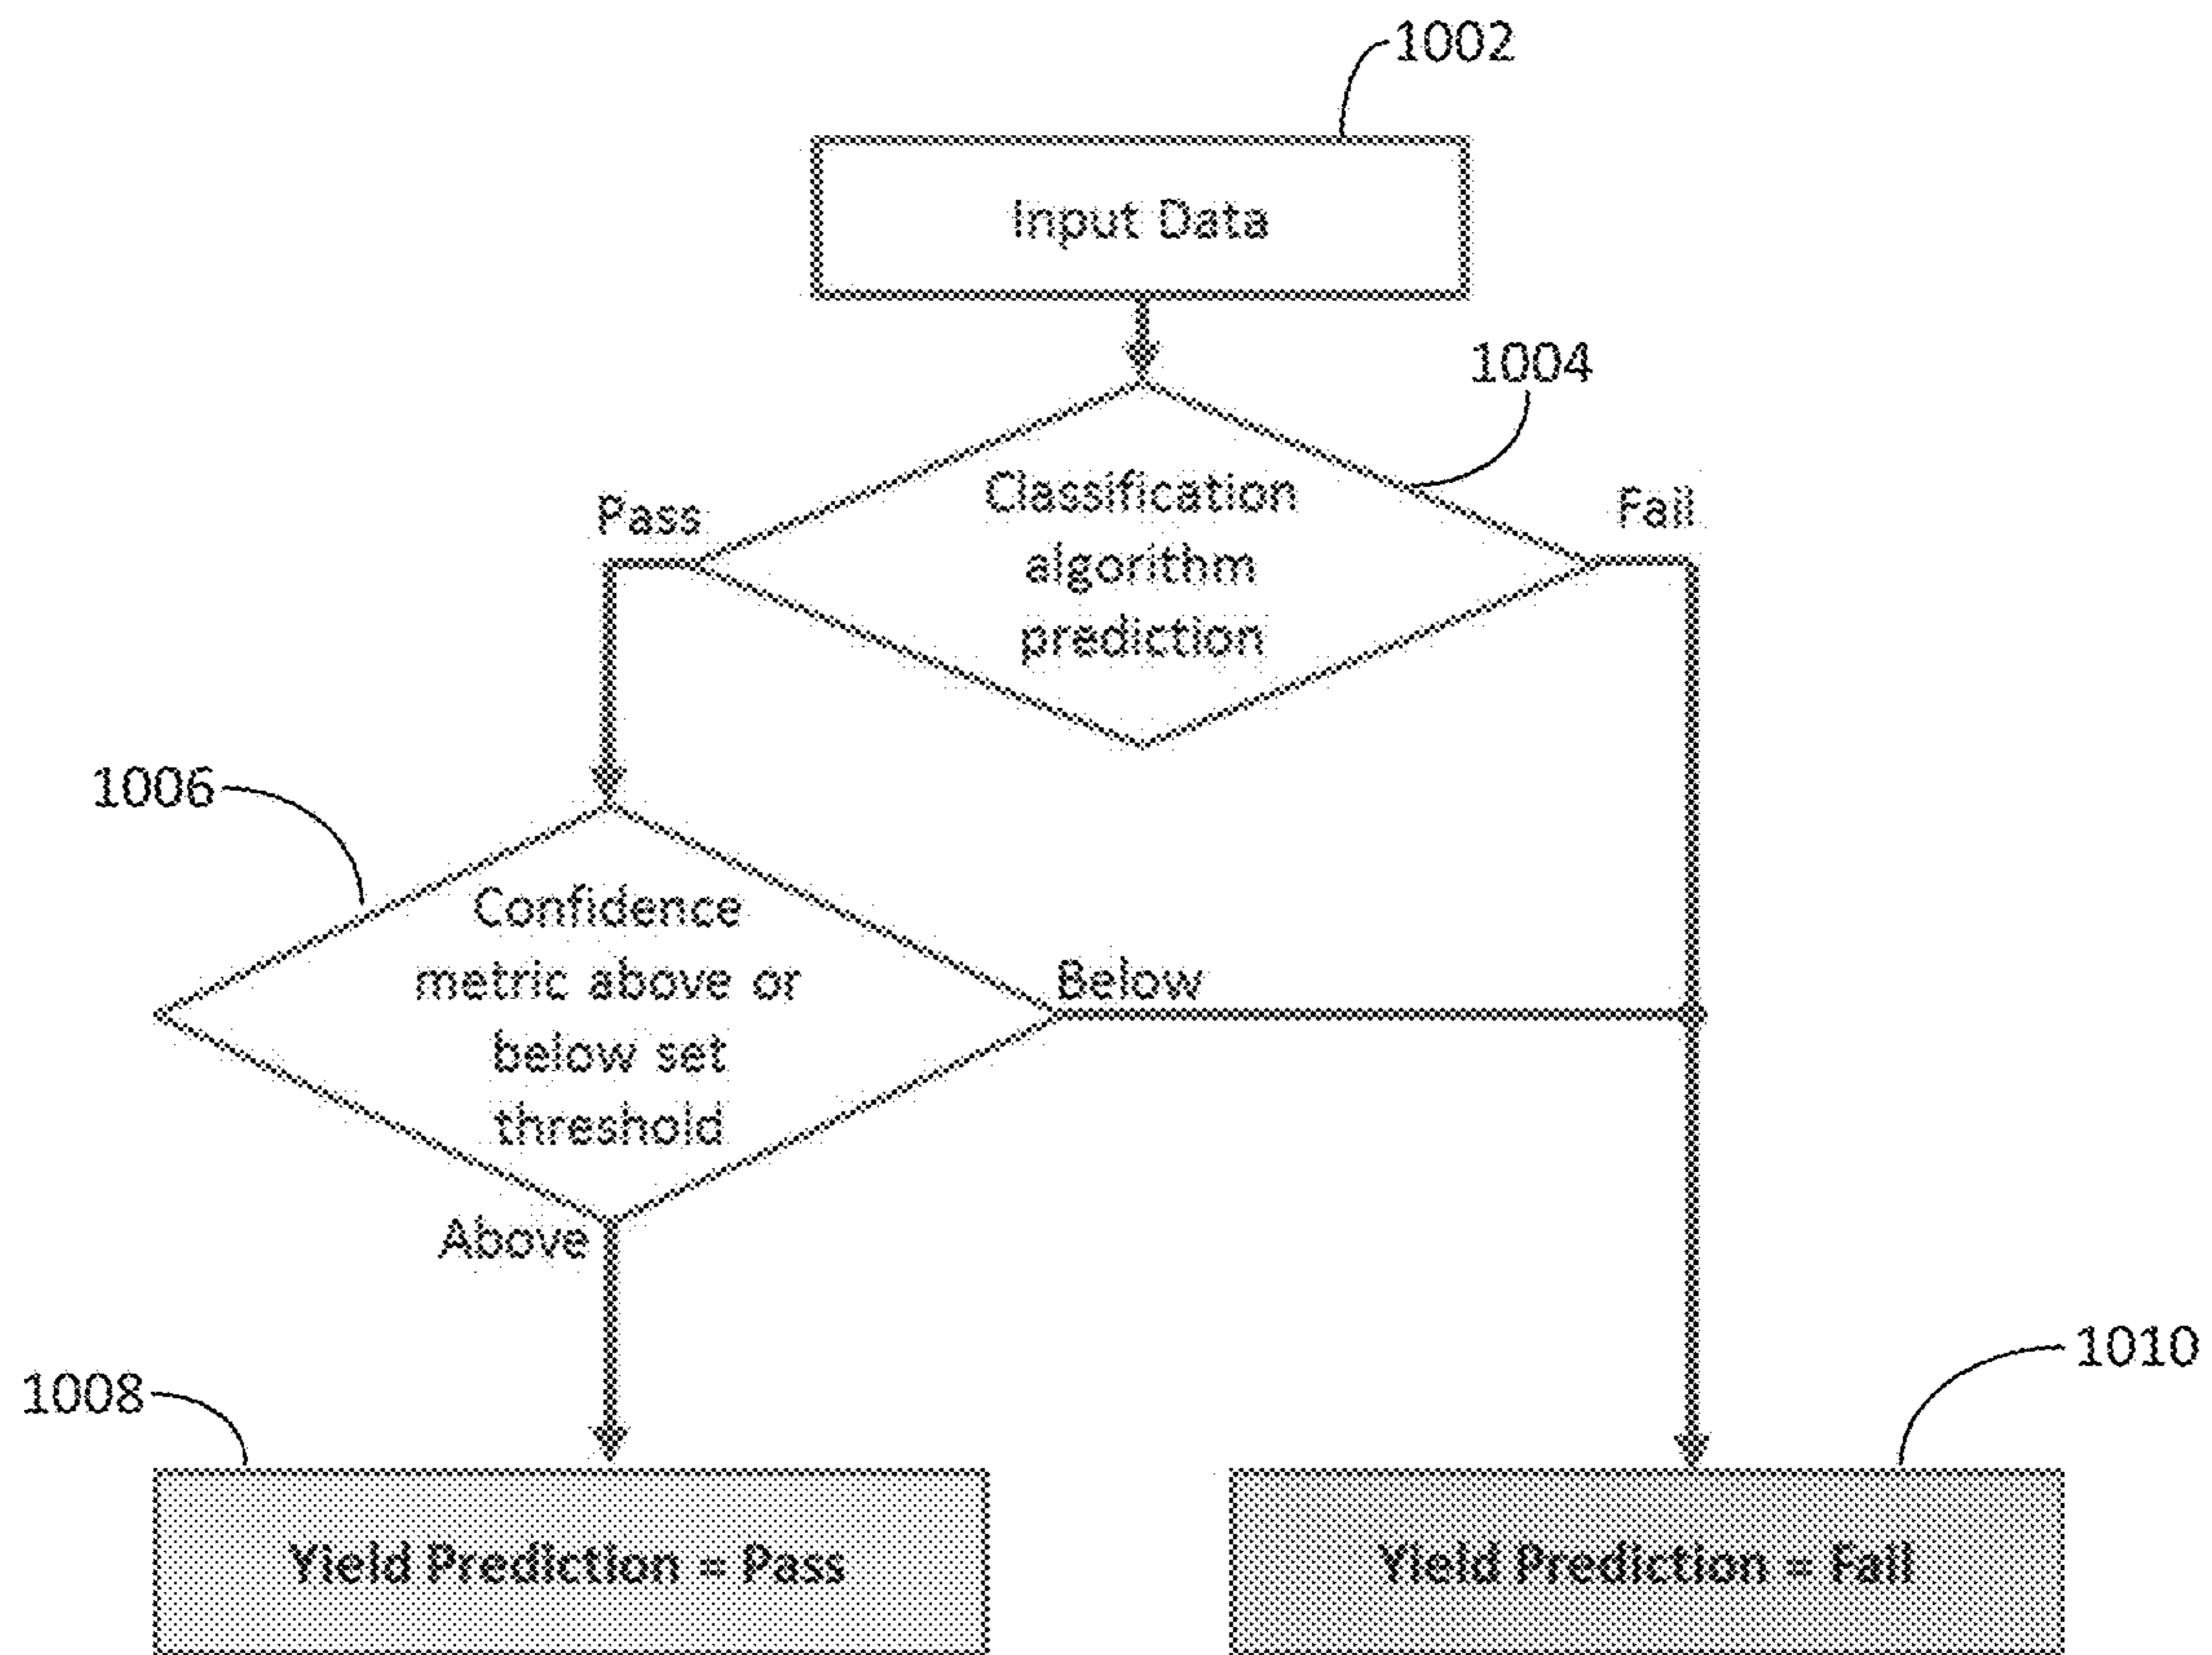 1002
Input Data
1004
Classification
algorithm
prediction
Pass
Fail
1006
Confidence
metric above or
below set
threshold
Below
Above
1008
1010
Yield Prediction = Pass
Yield Prediction = Fail